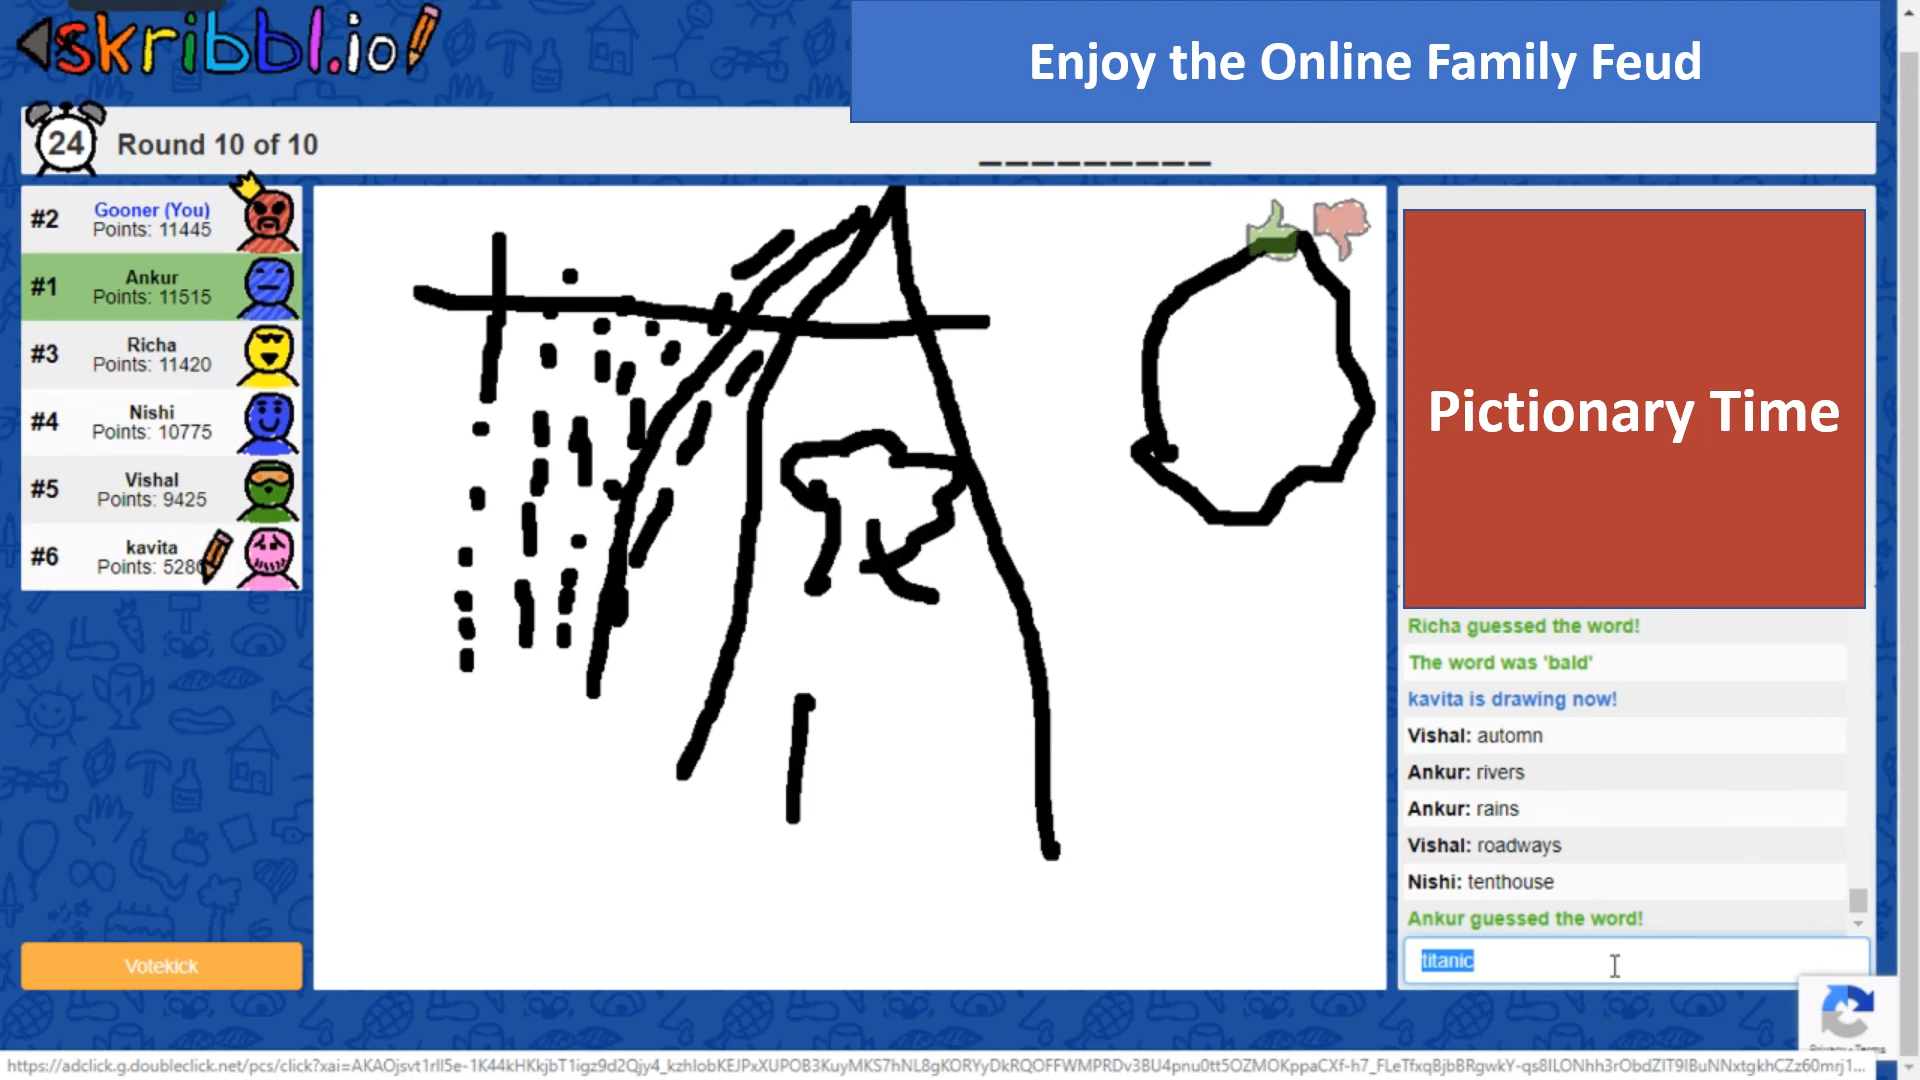 skribbl.io
Enjoy the Online Family Feud
24
Round 10 of 10
_________
#2
Gooner (You)
Points: 11445
#1
Ankur
Points: 11515
#3
Richa
Points: 11420
#4
Nishi
Points: 10775
#5
Vishal
Points: 9425
#6
kavita
Points: 528
Votekick
Pictionary Time
Richa guessed the word!
The word was 'bald'
kavita is drawing now!
Vishal: automn
Ankur: rivers
Ankur: rains
Vishal: roadways
Nishi: tenthouse
Ankur guessed the word!
titanic